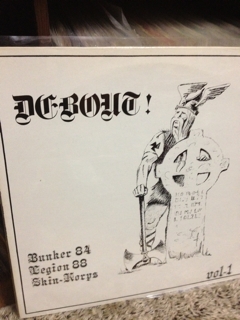 DEBOUT!
Bunker 84
Legion 88
Skin-Korps
vol-1